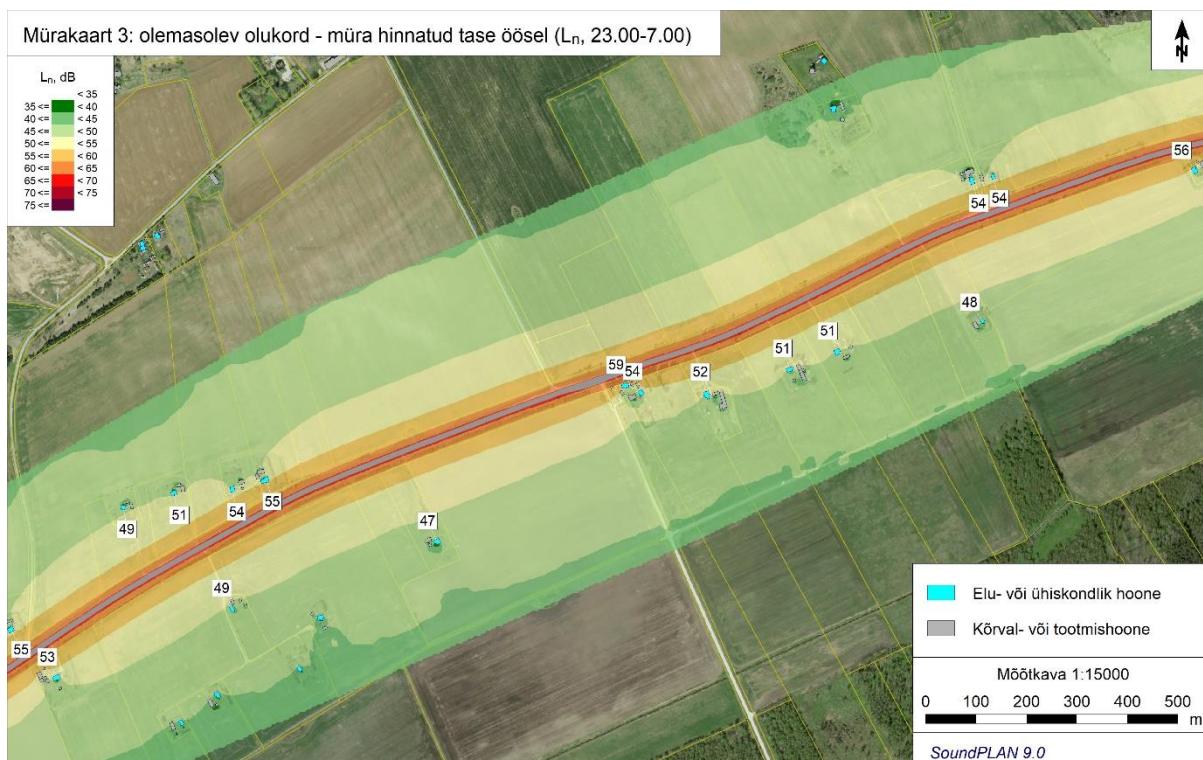 Mürakaart 3: olemasolev olukord - müra hinnatud tase öösel (Ln, 23.00-7.00)
N
Ln, dB
< 35
35 <= < 40
40 <= < 45
45 <= < 50
50 <= < 55
55 <= < 60
60 <= < 65
65 <= < 70
70 <= < 75
75 <=
56
54 54
48
51
51
59
54
52
49
51
54
55
47
49
55
53
Elu- või ühiskondlik hoone
Kõrval- või tootmishoone
Mõõtkava 1:15000
0 100 200 300 400 500
m
SoundPLAN 9.0